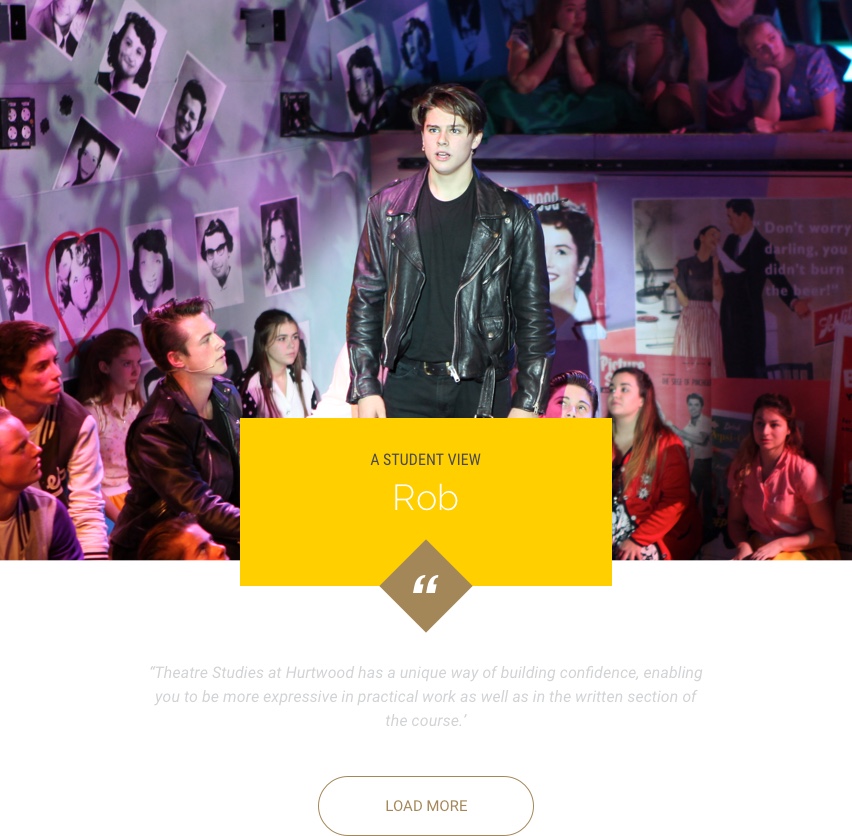 Don't worry
darling, you
didn't burn
the beer!"
Picture
A STUDENT VIEW
Rob
“
“Theatre Studies at Hurtwood has a unique way of building confidence, enabling
you to be more expressive in practical work as well as in the written section of
the course.’
LOAD MORE